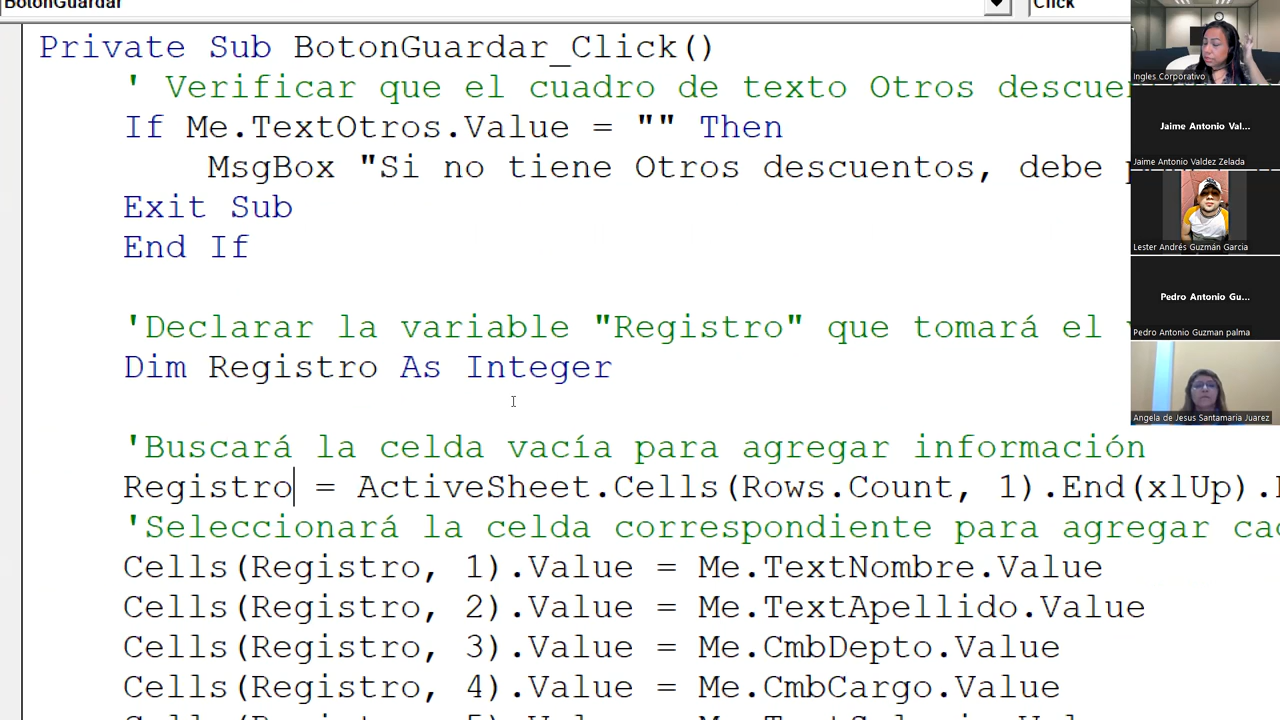 BotonGuardar
Click
Private Sub BotonGuardar_Click()
' Verificar que el cuadro de texto Otros
If Me.TextOtros.Value = "" Then
MsgBox "Si no tiene Otros descuentos, debe
Exit Sub
End If
'Declarar la variable "Registro" que tomará el
Dim Registro As Integer
'Buscará la celda vacía para agregar información
Registro = ActiveSheet.Cells(Rows.Count, 1).End(xlUp).
'Seleccionará la celda correspondiente para agregar
Cells(Registro, 1).Value = Me.TextNombre.Value
Cells(Registro, 2).Value = Me.TextApellido.Value
Cells(Registro, 3).Value = Me.CmbDepto.Value
Cells(Registro, 4).Value = Me.CmbCargo.Value
Ingles Corporativo
Jaime Antonio Val...
Jaime Antonio Valdez Zelada
Lester Andrés Guzmán Garcia
Pedro Antonio Gu...
Pedro Antonio Guzman palma
Angela de Jesus Santamaria Juarez